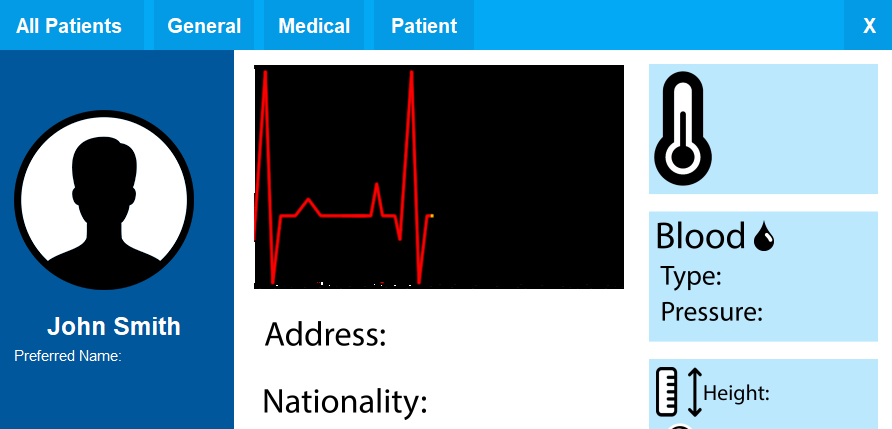 All Patients General Medical Patient X
John Smith
Preferred Name:
Address:
Nationality:
Blood
Type:
Pressure:
Height: